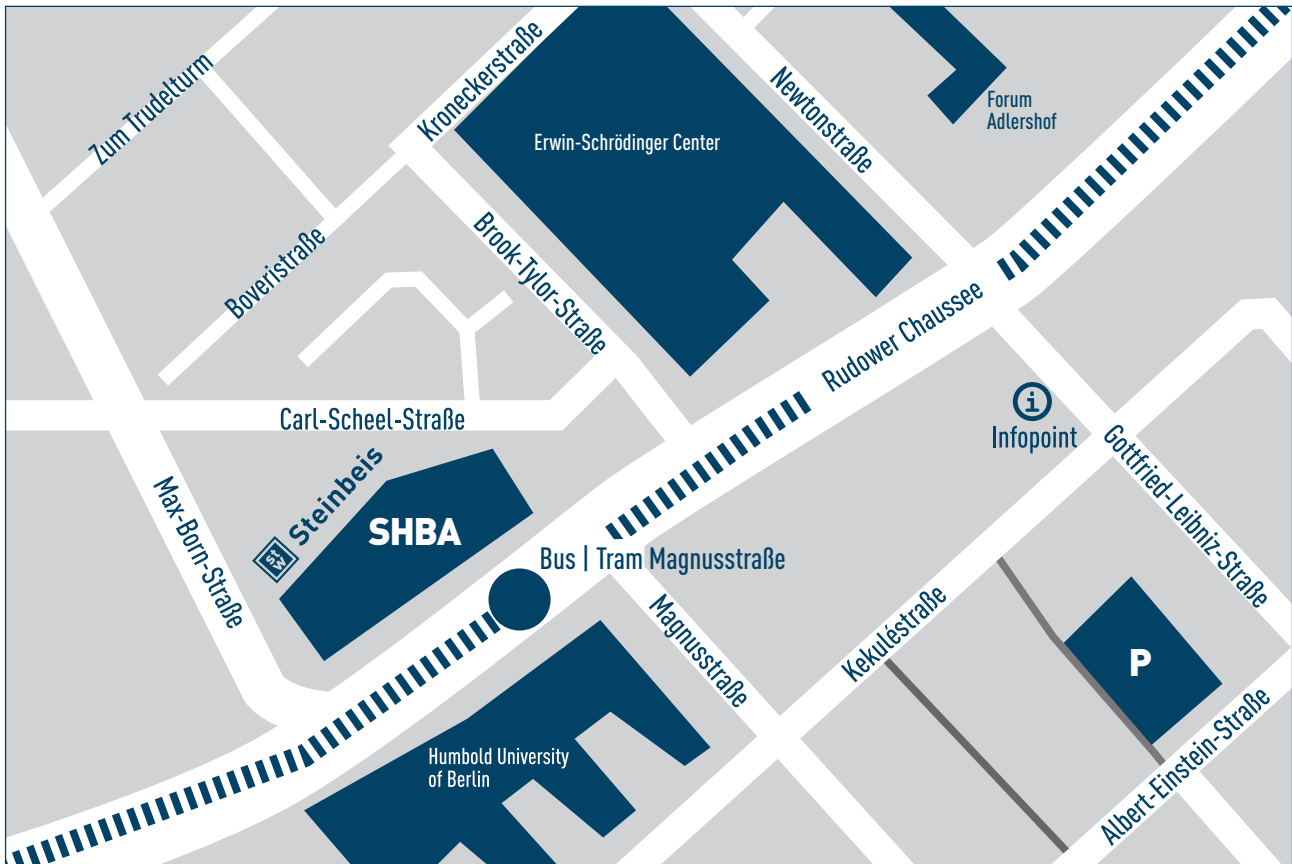 Zum Trudelturm
Kroneckerstraße
Newtonstraße
Forum
Adlershof
Erwin-Schrödinger Center
Boveristraße
Brook-Tylor-Straße
Rudower Chaussee
Carl-Scheel-Straße
i
Infopoint
Gottfried-Leibniz-Straße
Max-Born-Straße
stw
Steinbeis
SHBA
Bus | Tram Magnusstraße
Magnusstraße
Kekuléstraße
P
Albert-Einstein-Straße
Humbold University
of Berlin